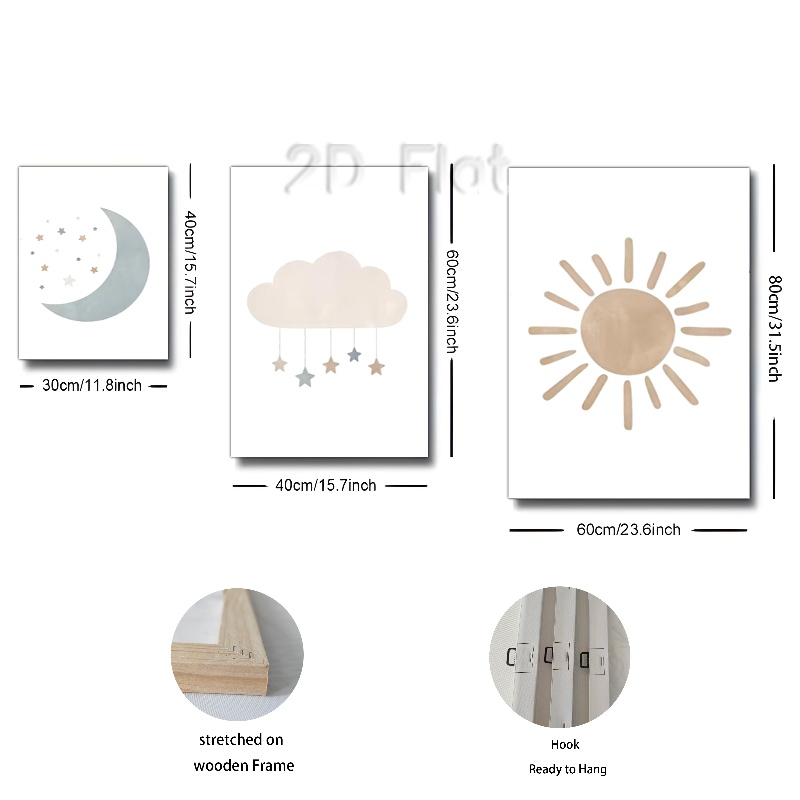 2D Flat
40cm/15.7inch
60cm/23.6inch
80cm/31.5inch
30cm/11.8inch
40cm/15.7inch
60cm/23.6inch
stretched on
wooden Frame
Hook
Ready to Hang